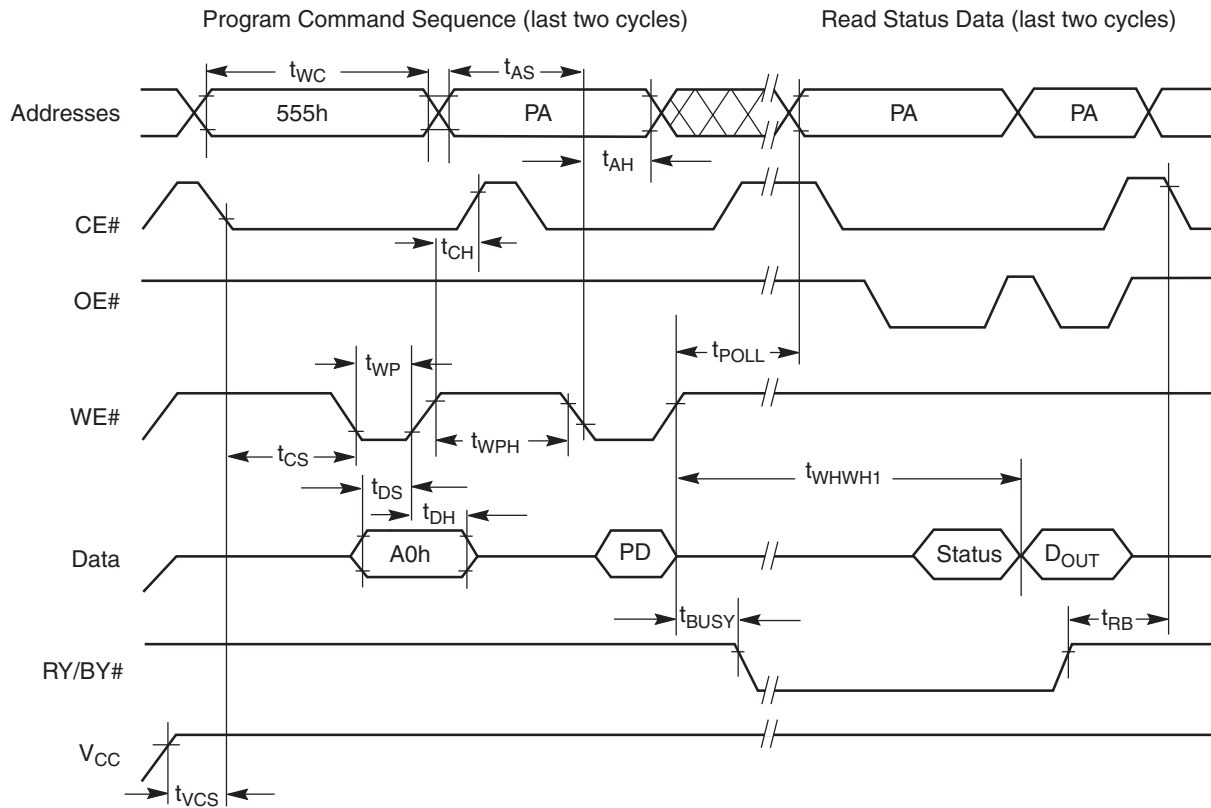 Program Command Sequence (last two cycles)
Read Status Data (last two cycles)
tWC
tAS
Addresses
555h
PA
PA
PA
tAH
CE#
tCH
OE#
tPOLL
tWP
WE#
tWPH
tCS
tWHWH1
tDS
tDH
Data
A0h
PD
Status
DOUT
tBUSY
tRB
RY/BY#
VCC
tVCS